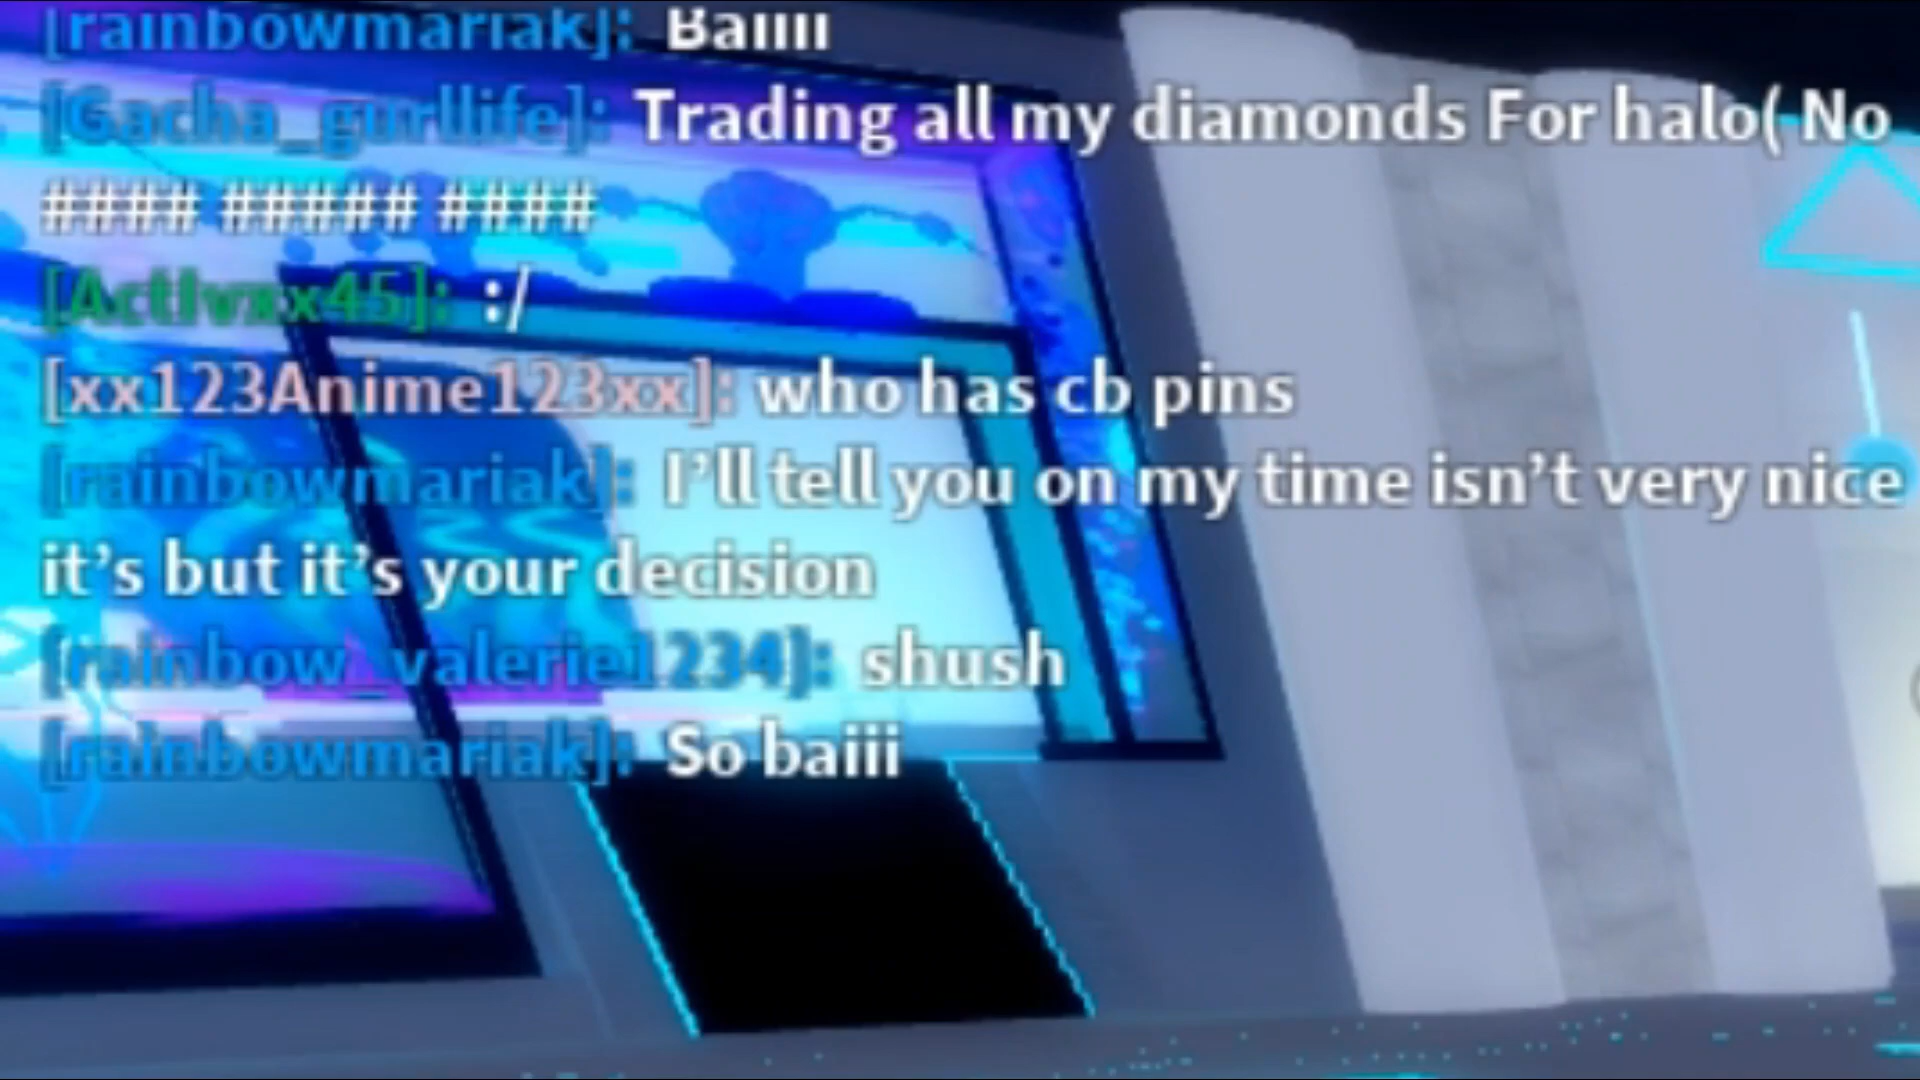 [rainbowmariak]: Baiiii
[Gacha_gurllife]: Trading all my diamonds For halo( No
#### ##### ####
[ActIvxx45]: :/
[xx123Anime123xx]: who has cb pins
[rainbowmariak]: I’ll tell you on my time isn’t very nice
it’s but it’s your decision
[rainbow_valerie1234]: shush
[rainbowmariak]: So baiii